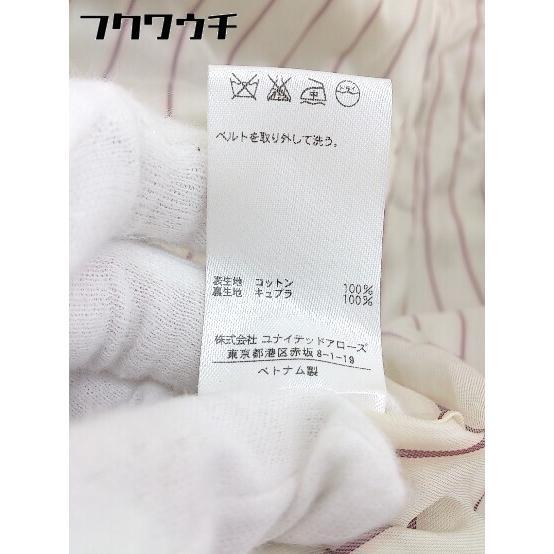 フクワウチ
ベルトを取り外して洗う。
表生地 コットン 100%
裏生地 キュプラ 100%
株式会社 ユナイテッドアローズ
東京都港区赤坂8-1-19
ベトナム製